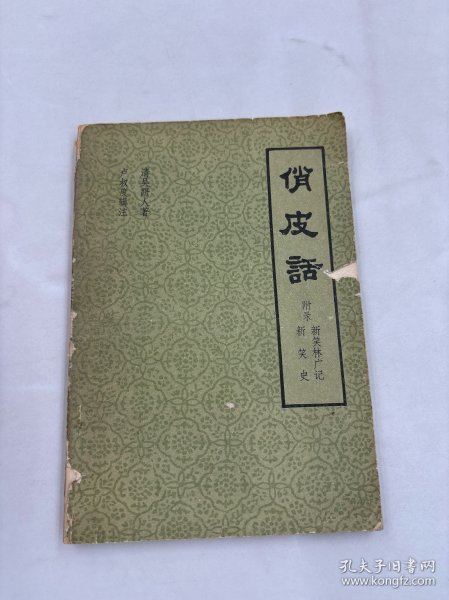 俏皮话
附录
新笑林广记
新笑史
清吴趼人著
卢叔度辑注
孔夫子旧书网
www.kongfz.com